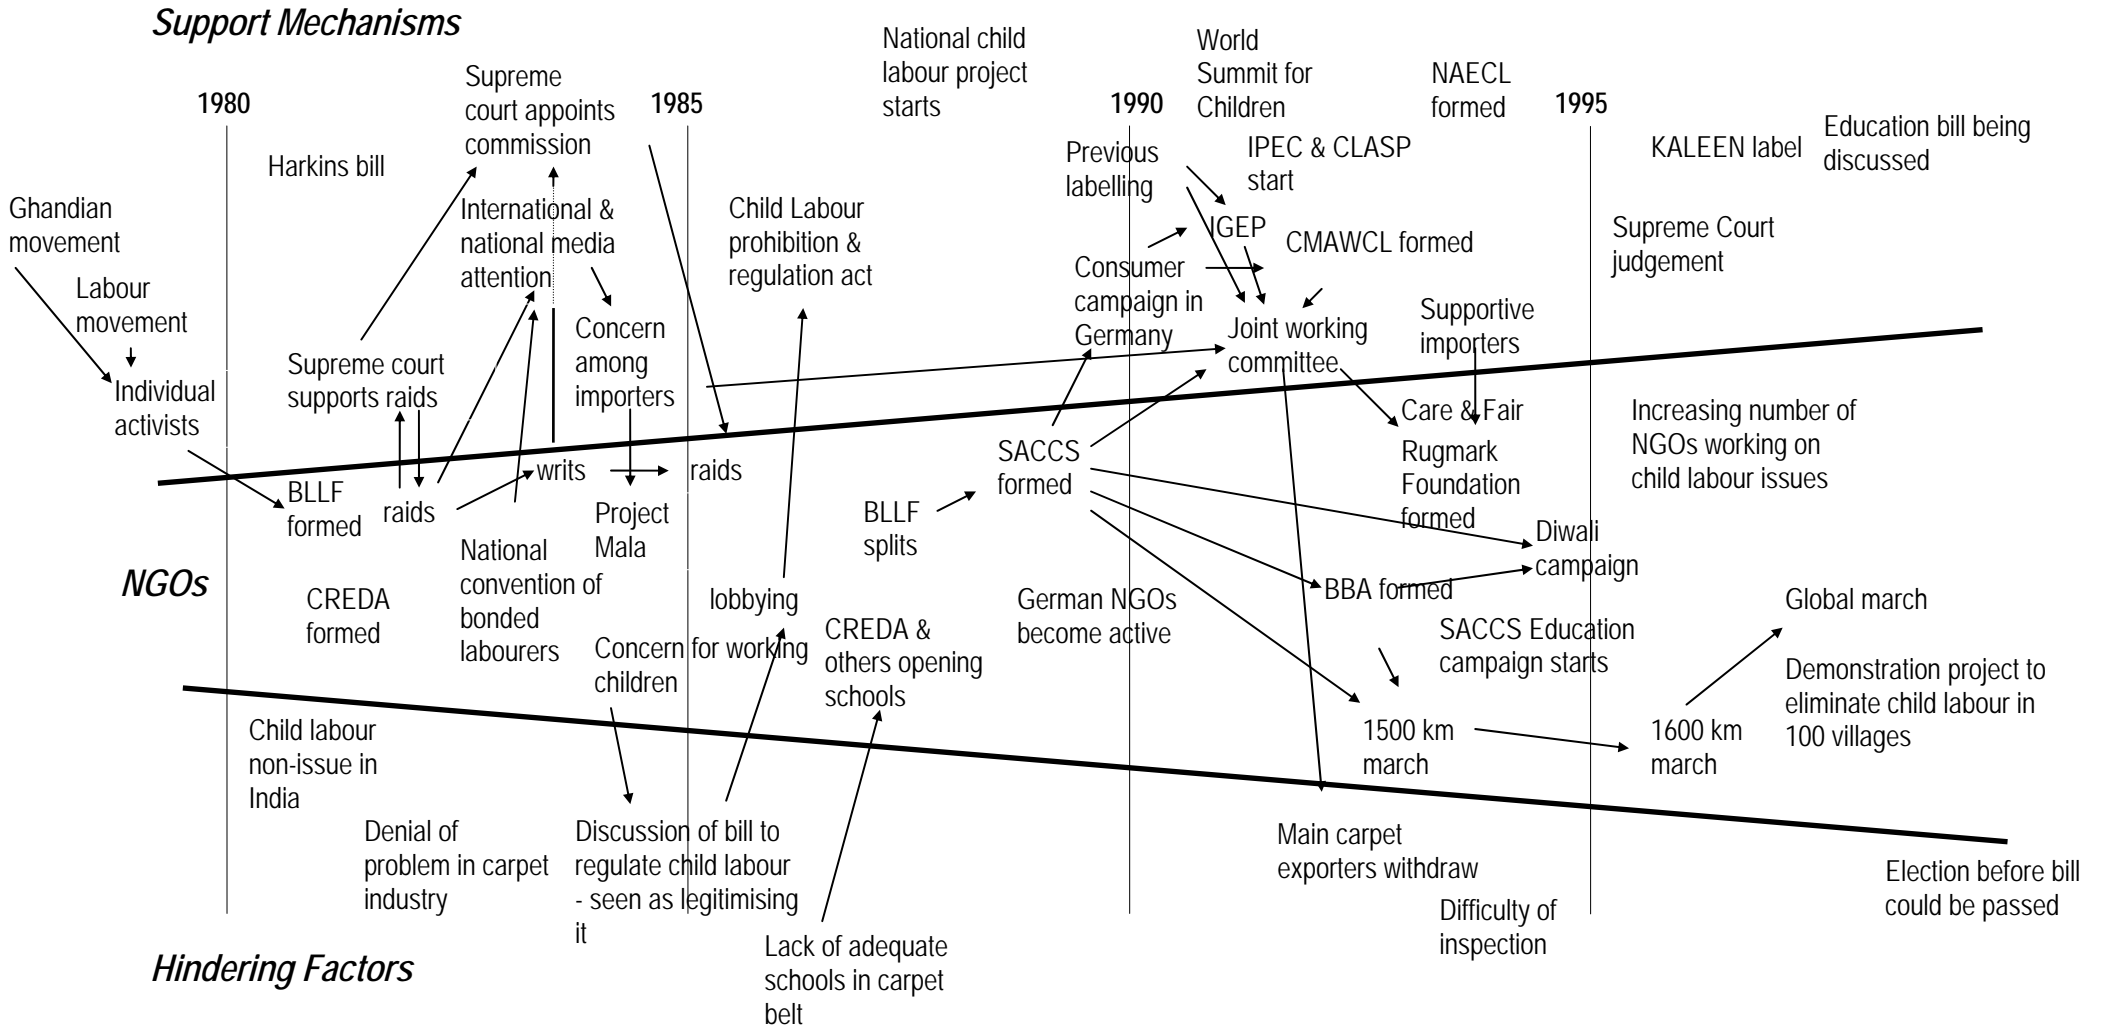 Support Mechanisms
1980
1985
1990
1995
Supreme
court appoints
commission
National child
labour project
starts
World
Summit for
Children
NAECL
formed
Education bill being
discussed
KALEEN label
Harkins bill
Previous
labelling
IPEC & CLASP
start
Ghandian
movement
International &
national media
attention
Child Labour
prohibition &
regulation act
IGEP
CMAWCL formed
Supreme Court
judgement
Labour
movement
Consumer
campaign in
Germany
Concern
among
importers
Joint working
committee
Supportive
importers
Supreme court
supports raids
Individual
activists
Care & Fair
Rugmark
Foundation
formed
Increasing number of
NGOs working on
child labour issues
BLLF
formed
raids
writs
raids
Project
Mala
BLLF
splits
SACCS
formed
Diwali
campaign
NGOs
CREDA
formed
National
convention of
bonded
labourers
lobbying
Concern for working
children
CREDA &
others opening
schools
German NGOs
become active
BBA formed
SACCS Education
campaign starts
Global march
Demonstration project to
eliminate child labour in
100 villages
1500 km
march
1600 km
march
Child labour
non-issue in
India
Denial of
problem in carpet
industry
Discussion of bill to
regulate child labour
- seen as legitimising
it
Main carpet
exporters withdraw
Difficulty of
inspection
Election before bill
could be passed
Lack of adequate
schools in carpet
belt
Hindering Factors